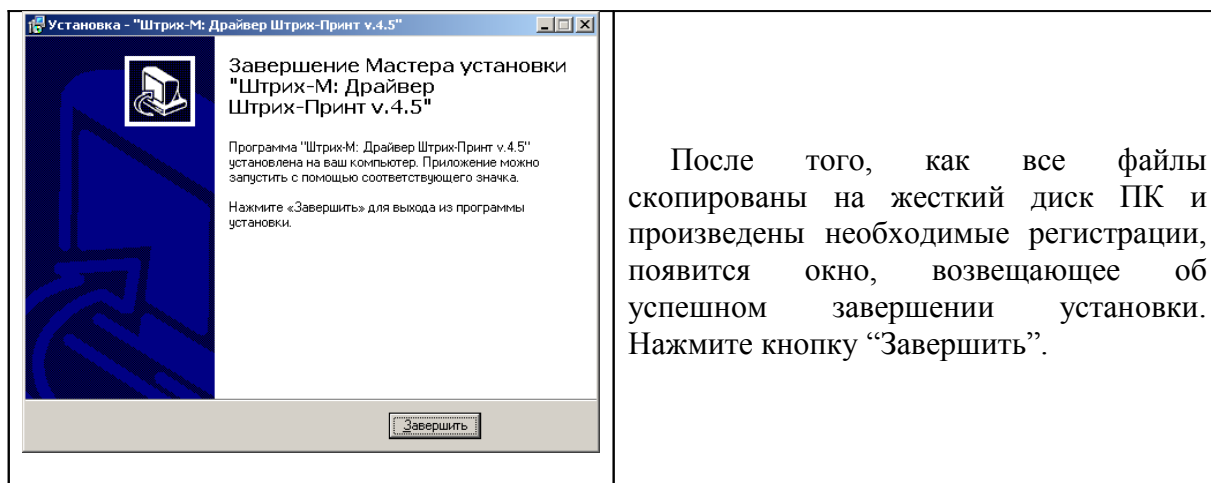 Установка - "Штрих-М: Драйвер Штрих-Принт v.4.5"
Завершение Мастера установки
"Штрих-М: Драйвер
Штрих-Принт v.4.5"
Программа "Штрих-М: Драйвер Штрих-Принт v.4.5"
установлена на ваш компьютер. Приложение можно
запустить с помощью соответствующего значка.
Нажмите «Завершить» для выхода из программы
установки.
Завершить
После того, как все файлы
скопированы на жесткий диск ПК и
произведены необходимые регистрации,
появится окно, возвещающее об
успешном завершении установки.
Нажмите кнопку “Завершить”.